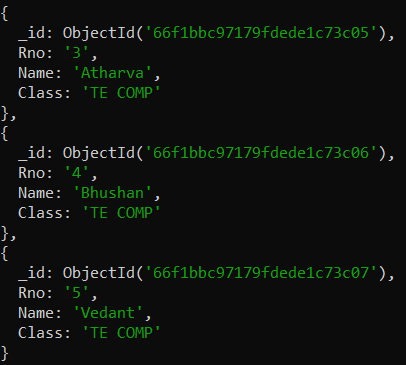 {
  _id: ObjectId('66f1bbc97179fdede1c73c05'),
  Rno: '3',
  Name: 'Atharva',
  Class: 'TE COMP'
},
{
  _id: ObjectId('66f1bbc97179fdede1c73c06'),
  Rno: '4',
  Name: 'Bhushan',
  Class: 'TE COMP'
},
{
  _id: ObjectId('66f1bbc97179fdede1c73c07'),
  Rno: '5',
  Name: 'Vedant',
  Class: 'TE COMP'
}